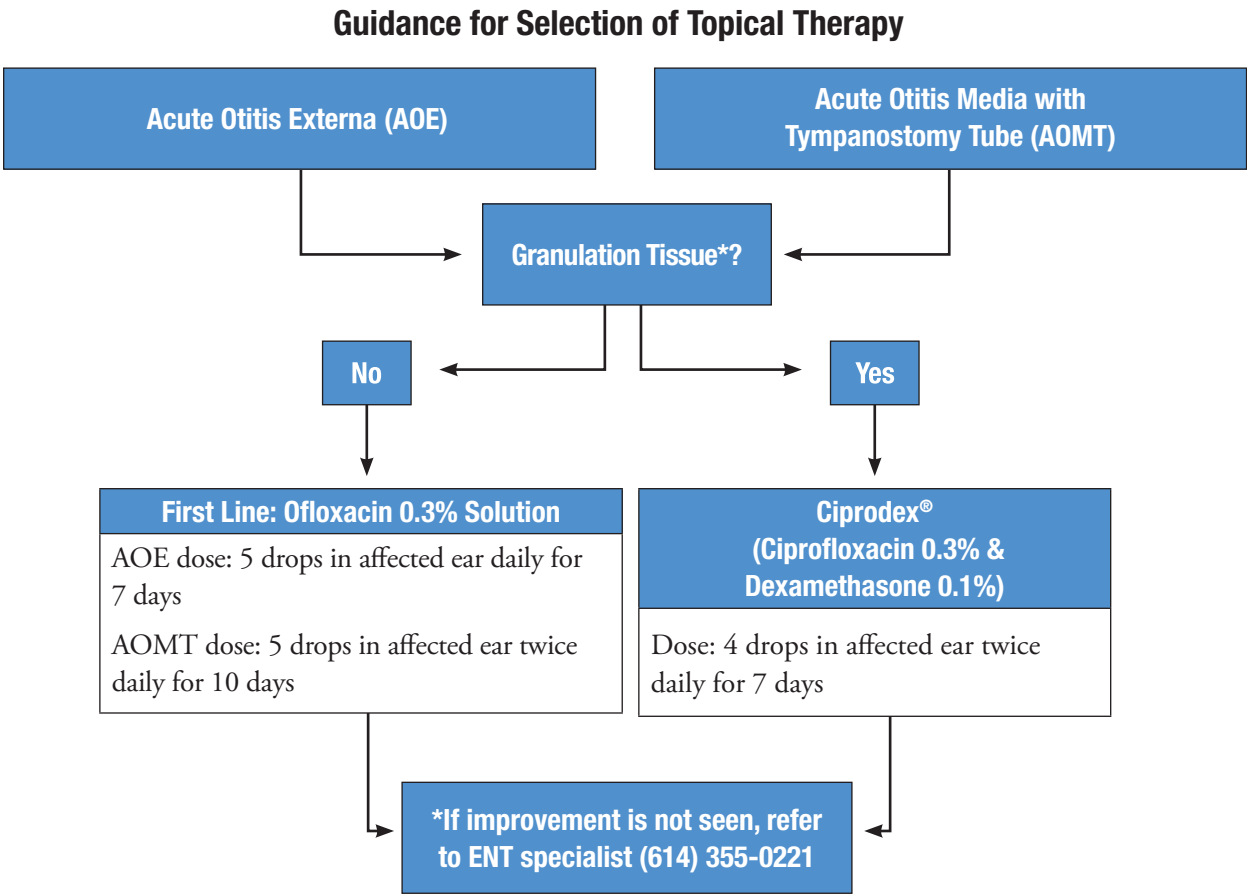 Guidance for Selection of Topical Therapy
Acute Otitis Externa (AOE)
Acute Otitis Media with
Tympanostomy Tube (AOMT)
Granulation Tissue*?
No
Yes
First Line: Ofloxacin 0.3% Solution
AOE dose: 5 drops in affected ear daily for
7 days
AOMT dose: 5 drops in affected ear twice
daily for 10 days
Ciprodex®
(Ciprofloxacin 0.3% &
Dexamethasone 0.1%)
Dose: 4 drops in affected ear twice
daily for 7 days
*If improvement is not seen, refer
to ENT specialist (614) 355-0221